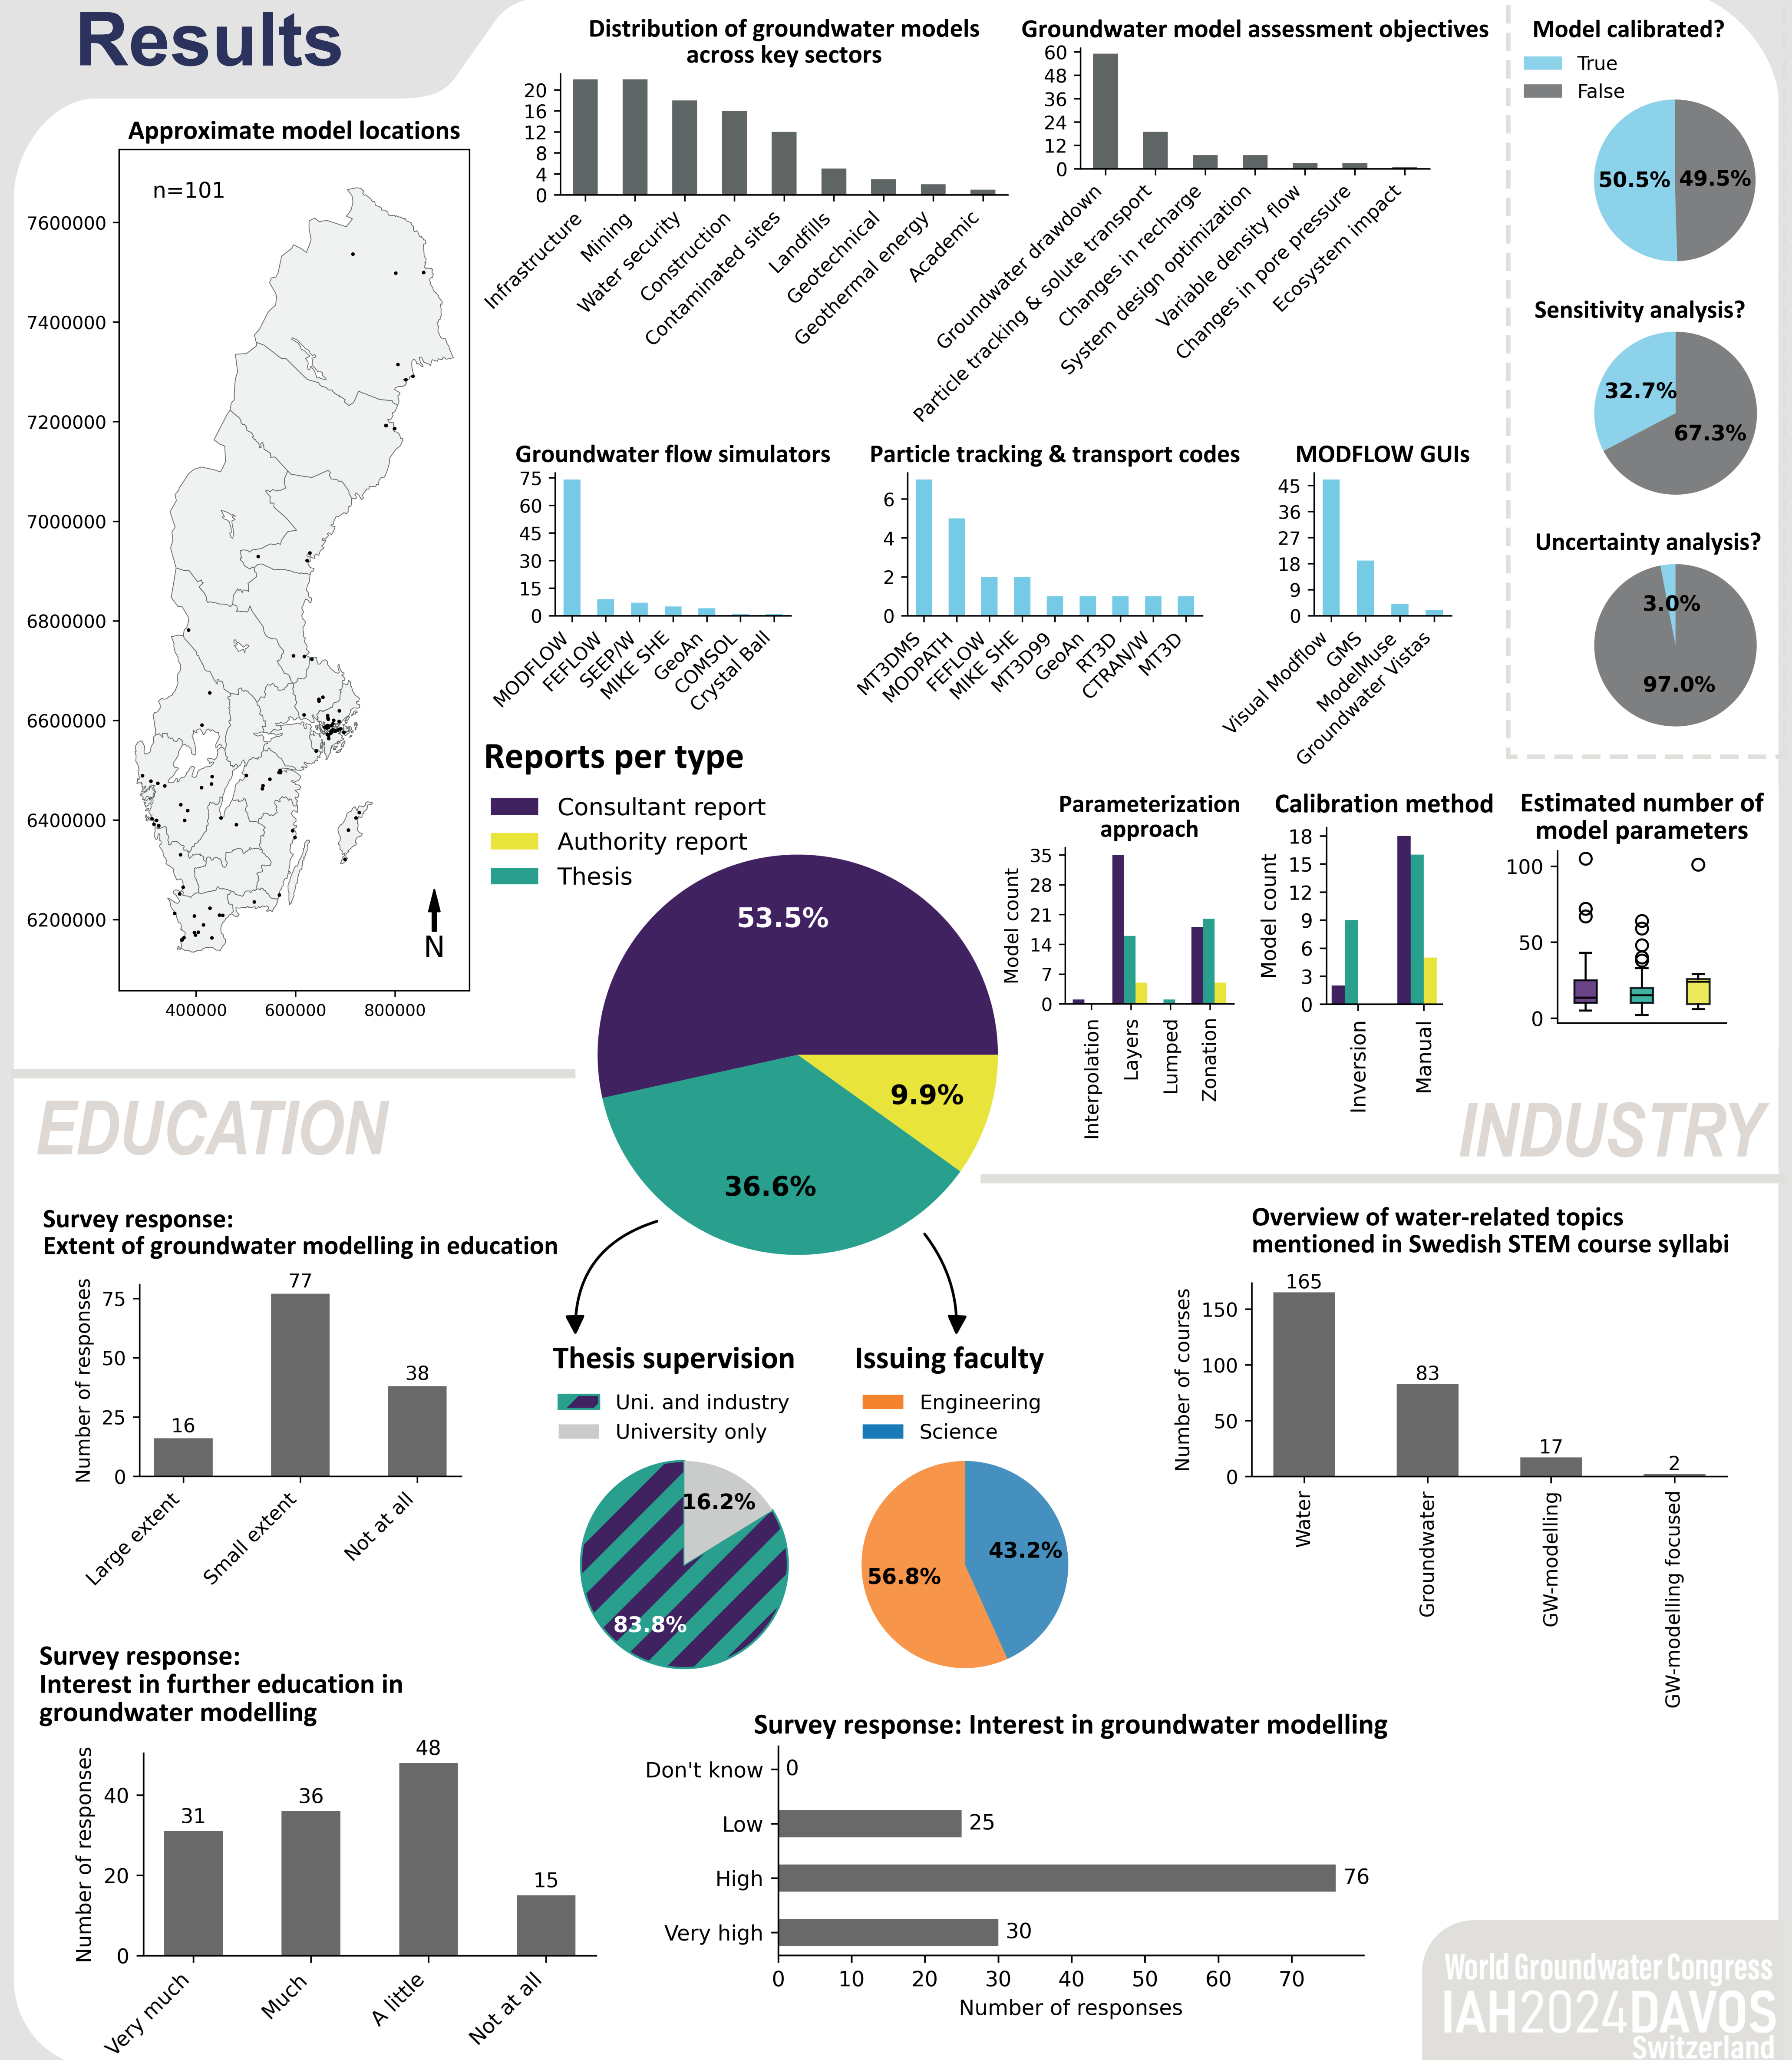 Results
Approximate model locations
n=101
7600000
7400000
7200000
7000000
6800000
6600000
6400000
6200000
N
400000
600000
800000
Distribution of groundwater models
across key sectors
20
16
12
8
4
0
Infrastructure
Mining
Water security
Construction
Contaminated sites
Landfills
Geotechnical
Geothermal energy
Academic
Groundwater model assessment objectives
60
48
36
24
12
0
Groundwater drawdown
Particle tracking & solute transport
Changes in recharge
System design optimization
Variable density flow
Changes in pore pressure
Ecosystem impact
Model calibrated?
True
False
50.5%
49.5%
Sensitivity analysis?
32.7%
67.3%
Uncertainty analysis?
3.0%
97.0%
Groundwater flow simulators
75
60
45
30
15
0
MODFLOW
FEFLOW
SEEP/W
MIKE SHE
GeoAn
COMSOL
Crystal Ball
Particle tracking & transport codes
6
4
2
0
MT3DMS
MODPATH
FEFLOW
MIKE SHE
MT3D99
GeoAn
RT3D
CTRAN/W
MT3D
MODFLOW GUIs
45
36
27
18
9
0
Visual Modflow
GMS
ModelMuse
Groundwater Vistas
Reports per type
Consultant report
Authority report
Thesis
53.5%
9.9%
36.6%
Parameterization
approach
Model count
35
28
21
14
7
0
Interpolation
Layers
Lumped
Zonation
Calibration method
Model count
18
15
12
9
6
3
0
Inversion
Manual
Estimated number of
model parameters
100
50
0
EDUCATION
INDUSTRY
Survey response:
Extent of groundwater modelling in education
Number of responses
75
50
25
0
16
77
38
Large extent
Small extent
Not at all
Thesis supervision
Uni. and industry
University only
16.2%
83.8%
Issuing faculty
Engineering
Science
43.2%
56.8%
Overview of water-related topics
mentioned in Swedish STEM course syllabi
Number of courses
150
100
50
0
165
83
17
2
Water
Groundwater
GW-modelling
GW-modelling focused
Survey response:
Interest in further education in
groundwater modelling
Number of responses
40
20
0
31
36
48
15
Very much
Much
A little
Not at all
Survey response: Interest in groundwater modelling
Don't know
0
Low
25
High
76
Very high
30
0
10
20
30
40
50
60
70
Number of responses
World Groundwater Congress
IAH2024DAVOS
Switzerland